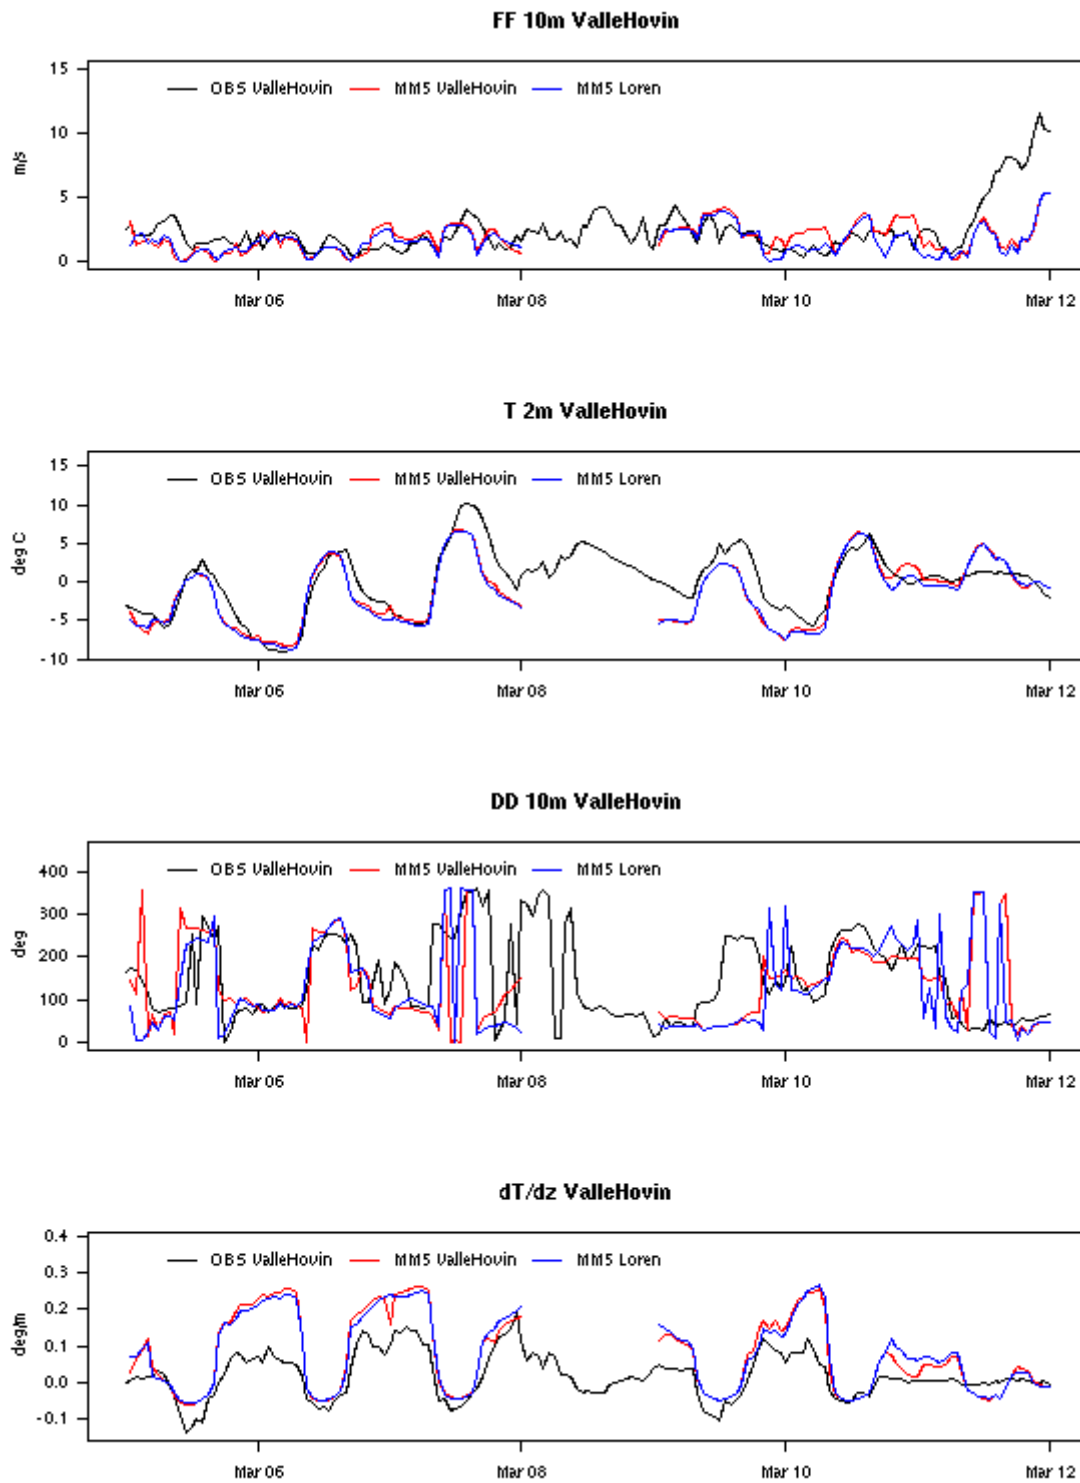 FF 10m ValleHovin
15
OBS ValleHovin MM5 ValleHovin MM5 Loren
10
m/s
5
0
Mar 06 Mar 08 Mar 10 Mar 12
T 2m ValleHovin
15
OBS ValleHovin MM5 ValleHovin MM5 Loren
10
5
deg C
0
-5
-10
Mar 06 Mar 08 Mar 10 Mar 12
DD 10m ValleHovin
400
OBS ValleHovin MM5 ValleHovin MM5 Loren
300
deg
200
100
0
Mar 06 Mar 08 Mar 10 Mar 12
dT/dz ValleHovin
0.4
OBS ValleHovin MM5 ValleHovin MM5 Loren
0.3
0.2
deg/m
0.1
0.0
-0.1
Mar 06 Mar 08 Mar 10 Mar 12